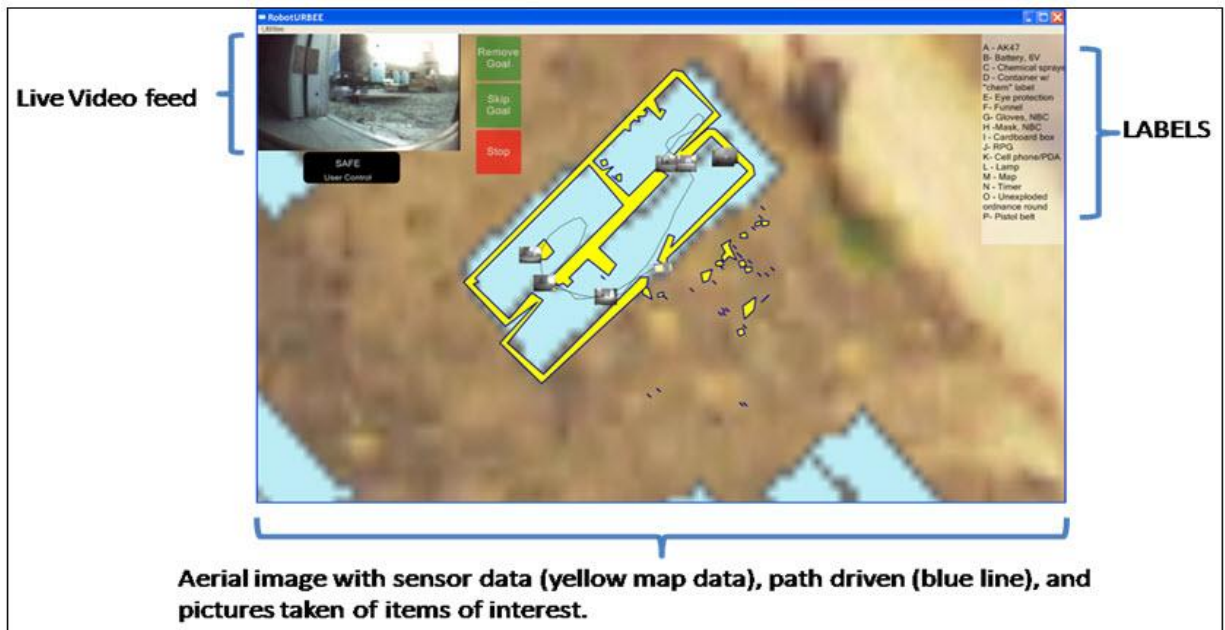 RobotURBEE
Utilities
Live Video feed
Remove
Goal
Skip
Goal
Stop
SAFE
User Control
A - AK47
B- Battery, 6V
C - Chemical spraye
D - Container w/
"chem" label
E- Eye protection
F- Funnel
G- Gloves, NBC
H -Mask, NBC
I - Cardboard box
J- RPG
K- Cell phone/PDA
L - Lamp
M - Map
N - Timer
O - Unexploded
ordnance round
P- Pistol belt
LABELS
Aerial image with sensor data (yellow map data), path driven (blue line), and
pictures taken of items of interest.